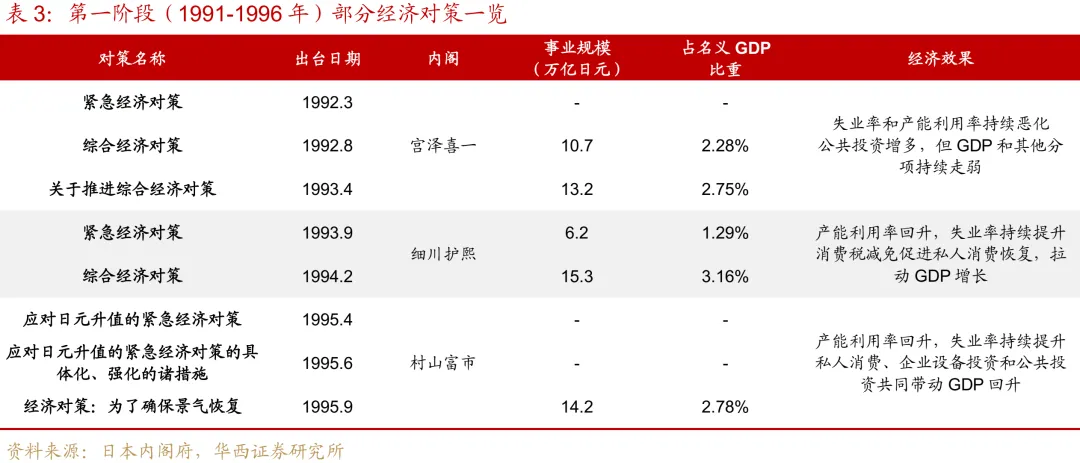 表 3：第一阶段（1991-1996 年）部分经济对策一览
对策名称 出台日期 内阁 事业规模 占名义 GDP 经济效果
（万亿日元） 比重
紧急经济对策 1992.3 - -
综合经济对策 1992.8 宫泽喜一 10.7 2.28% 失业率和产能利用率持续恶化
公共投资增多，但 GDP 和其他分
项持续走弱
关于推进综合经济对策 1993.4 13.2 2.75%
紧急经济对策 1993.9 细川护熙 6.2 1.29% 产能利用率回升，失业率持续提升
消费税减免促进私人消费恢复，拉
综合经济对策 1994.2 15.3 3.16% 动 GDP 增长
应对日元升值的紧急经济对策 1995.4 - -
应对日元升值的紧急经济对策的具 1995.6 村山富市 - - 产能利用率回升，失业率持续提升
体化、强化的诸措施 私人消费、企业设备投资和公共投
资共同带动 GDP 回升
经济对策：为了确保景气恢复 1995.9 14.2 2.78%
资料来源：日本内阁府，华西证券研究所